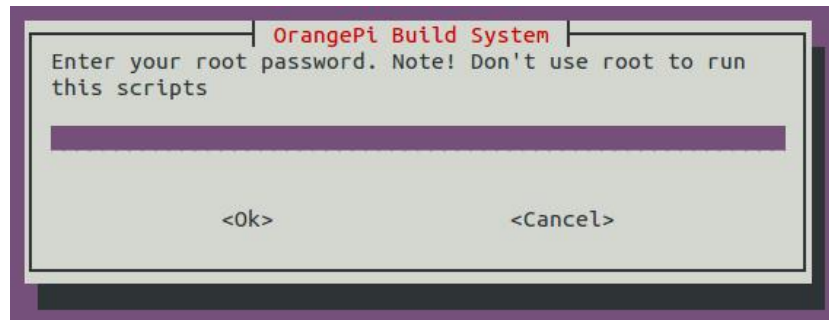 OrangePi Build System
Enter your root password. Note! Don't use root to run
this scripts
<Ok> <Cancel>